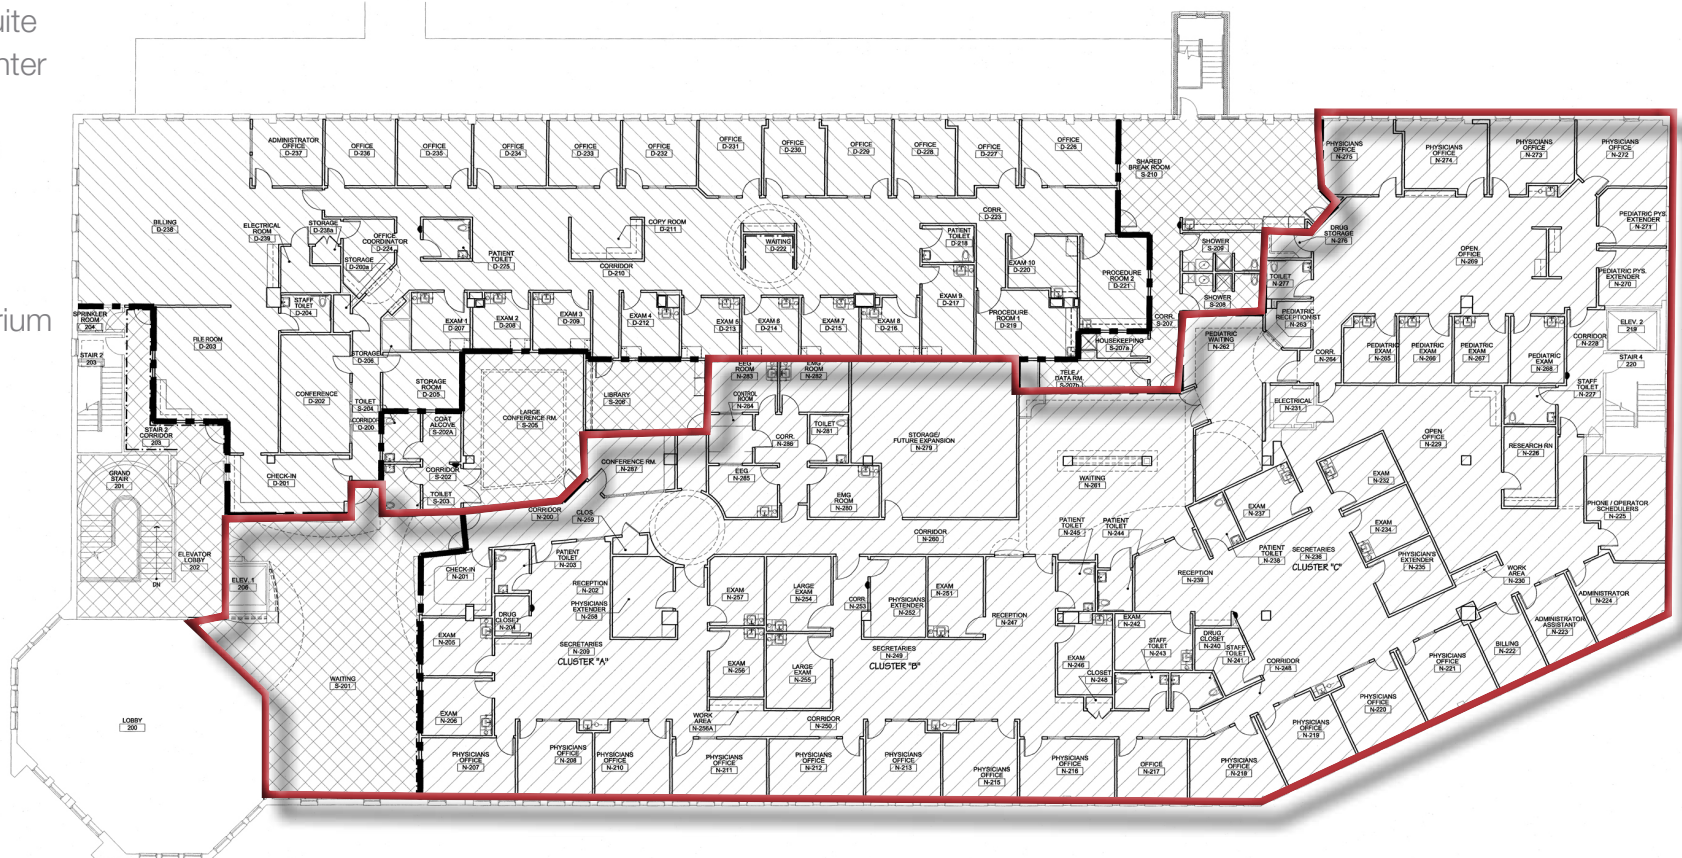 uite
nter
rium
ADMINISTRATOR
OFFICE
D-237
OFFICE
D-236
OFFICE
D-235
OFFICE
D-234
OFFICE
D-233
OFFICE
D-232
OFFICE
D-231
OFFICE
D-230
OFFICE
D-229
OFFICE
D-228
OFFICE
D-227
OFFICE
D-226
SHARED
BREAK ROOM
S-210
PHYSICIANS
OFFICE
N-275
PHYSICIANS
OFFICE
N-274
PHYSICIANS
OFFICE
N-273
PHYSICIANS
OFFICE
N-272
BILLING
D-238
ELECTRICAL
ROOM
D-239
STORAGE
D-238a
OFFICE
COORDINATOR
D-224
STORAGE
D-200a
PATIENT
TOILET
D-225
COPY ROOM
D-211
CORRIDOR
D-210
WAITING
D-222
CORR.
D-223
PATIENT
TOILET
D-218
EXAM 10
D-220
PROCEDURE
ROOM 2
D-221
SHOWER
S-209
SHOWER
S-208
DRUG
STORAGE
N-276
TOILET
N-277
OPEN
OFFICE
N-269
PEDIATRIC PYS.
EXTENDER
N-271
PEDIATRIC PYS.
EXTENDER
N-270
SPRINKLER
ROOM
204
STAFF
TOILET
D-204
EXAM 1
D-207
EXAM 2
D-208
EXAM 3
D-209
EXAM 4
D-212
EXAM 5
D-213
EXAM 6
D-214
EXAM 7
D-215
EXAM 8
D-216
EXAM 9
D-217
PROCEDURE
ROOM 1
D-219
CORR.
S-207
HOUSEKEEPING
S-207a
PEDIATRIC
RECEPTIONIST
N-263
PEDIATRIC
WAITING
N-262
CORR.
N-264
PEDIATRIC
EXAM
N-265
PEDIATRIC
EXAM
N-266
PEDIATRIC
EXAM
N-267
PEDIATRIC
EXAM
N-268
CORRIDOR
N-228
ELEV. 2
219
STAIR 4
220
STAIR 2
203
FILE ROOM
D-203
STORAGE
D-206
STORAGE
ROOM
D-205
CONFERENCE
D-202
TOILET
S-204
CORRIDOR
D-200
COAT
ALCOVE
S-202A
LARGE
CONFERENCE RM.
S-205
LIBRARY
S-206
EEG
ROOM
N-283
EMG
ROOM
N-282
CONTROL
ROOM
N-284
TELE./
DATA RM.
S-207b
ELECTRICAL
N-231
STAFF
TOILET
N-227
STAIR 2
CORRIDOR
203
TOILET
N-281
CORR.
N-286
STORAGE/
FUTURE EXPANSION
N-279
OPEN
OFFICE
N-229
RESEARCH RN
N-226
GRAND
STAIR
201
CHECK-IN
D-201
CORRIDOR
S-202
TOILET
S-203
CONFERENCE RM.
N-287
EEG
N-285
EMG
ROOM
N-280
WAITING
N-261
EXAM
N-232
EXAM
N-237
EXAM
N-234
PHONE / OPERATOR
SCHEDULERS
N-225
CORRIDOR
N-200
CLOS.
N-259
CORRIDOR
N-260
PATIENT
TOILET
N-245
PATIENT
TOILET
N-244
ELEVATOR
LOBBY
202
DN
ELEV. 1
206
CHECK-IN
N-201
PATIENT
TOILET
N-203
RECEPTION
N-202
PHYSICIANS
EXTENDER
N-258
EXAM
N-257
LARGE
EXAM
N-254
CORR.
N-253
PHYSICIANS
EXTENDER
N-252
EXAM
N-251
RECEPTION
N-247
RECEPTION
N-239
PATIENT
TOILET
N-238
SECRETARIES
N-236
CLUSTER "C"
PHYSICIAN'S
EXTENDER
N-235
WORK
AREA
N-230
ADMINISTRATOR
N-224
ADMINISTRATOR
ASSISTANT
N-223
DRUG
CLOSET
N-204
EXAM
N-205
SECRETARIES
N-209
CLUSTER "A"
EXAM
N-256
LARGE
EXAM
N-255
SECRETARIES
N-249
CLUSTER "B"
EXAM
N-246
CLOSET
N-248
EXAM
N-242
STAFF
TOILET
N-243
DRUG
CLOSET
N-240
STAFF
TOILET
N-241
CORRIDOR
N-248
BILLING
N-222
PHYSICIANS
OFFICE
N-221
PHYSICIANS
OFFICE
N-220
PHYSICIANS
OFFICE
N-219
LOBBY
200
WAITING
S-201
EXAM
N-206
WORK
AREA
N-256A
CORRIDOR
N-250
PHYSICIANS
OFFICE
N-207
PHYSICIANS
OFFICE
N-208
PHYSICIANS
OFFICE
N-210
PHYSICIANS
OFFICE
N-211
PHYSICIANS
OFFICE
N-212
PHYSICIANS
OFFICE
N-213
PHYSICIANS
OFFICE
N-215
PHYSICIANS
OFFICE
N-216
OFFICE
N-217
PHYSICIANS
OFFICE
N-218